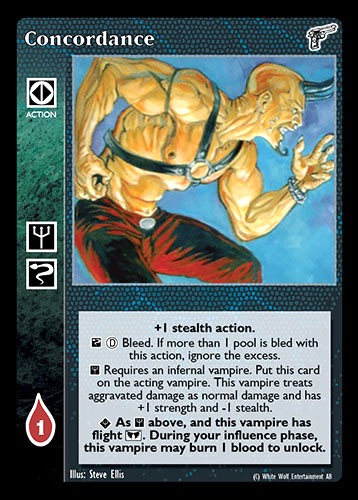 Concordance
ACTION
+1 stealth action.
D Bleed. If more than 1 pool is bled with
this action, ignore the excess.
Requires an infernal vampire. Put this card
on the acting vampire. This vampire treats
aggravated damage as normal damage and has
+1 strength and -1 stealth.
As above, and this vampire has
flight. During your influence phase,
this vampire may burn 1 blood to unlock.
1
Illus: Steve Ellis
(C) White Wolf Entertainment AB